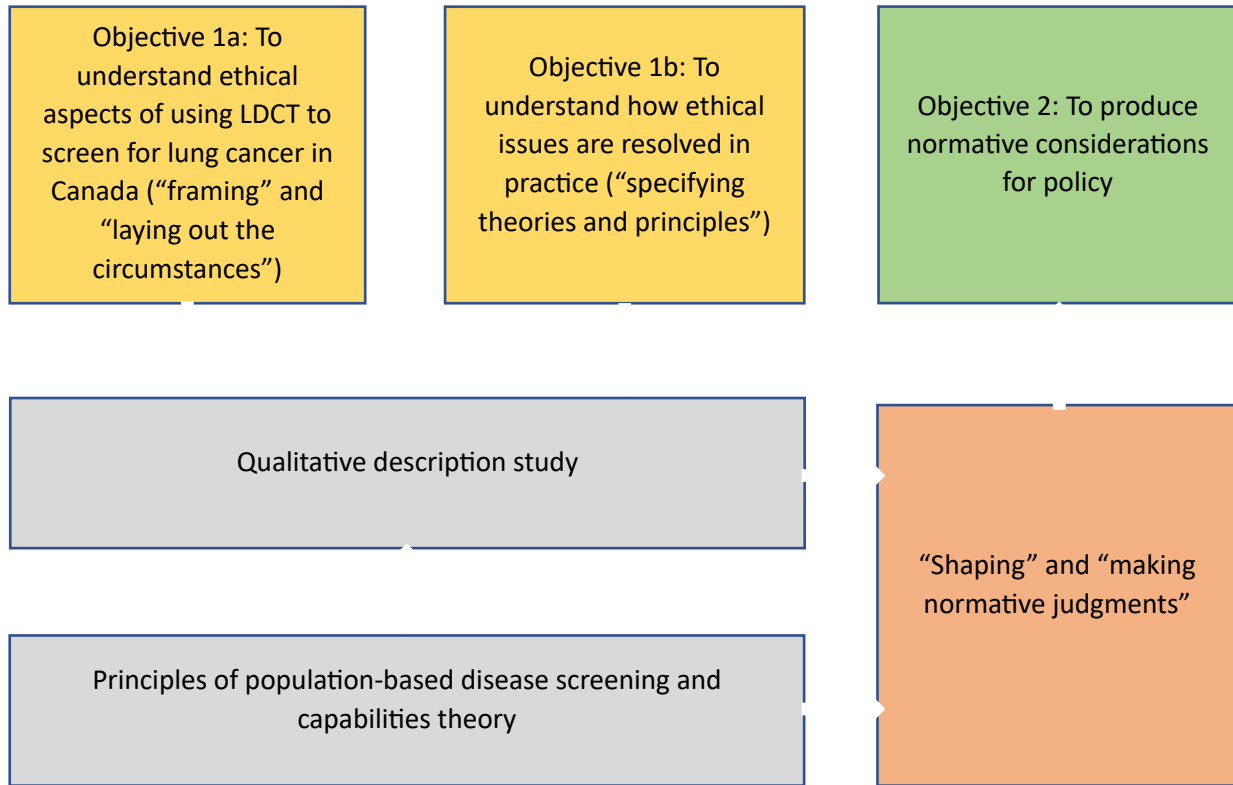 Objective 1a: To
understand ethical
aspects of using LDCT to
screen for lung cancer in
Canada (“framing” and
“laying out the
circumstances”)
Objective 1b: To
understand how ethical
issues are resolved in
practice (“specifying
theories and principles”)
Objective 2: To produce
normative considerations
for policy
Qualitative description study
“Shaping” and “making
normative judgments”
Principles of population-based disease screening and
capabilities theory